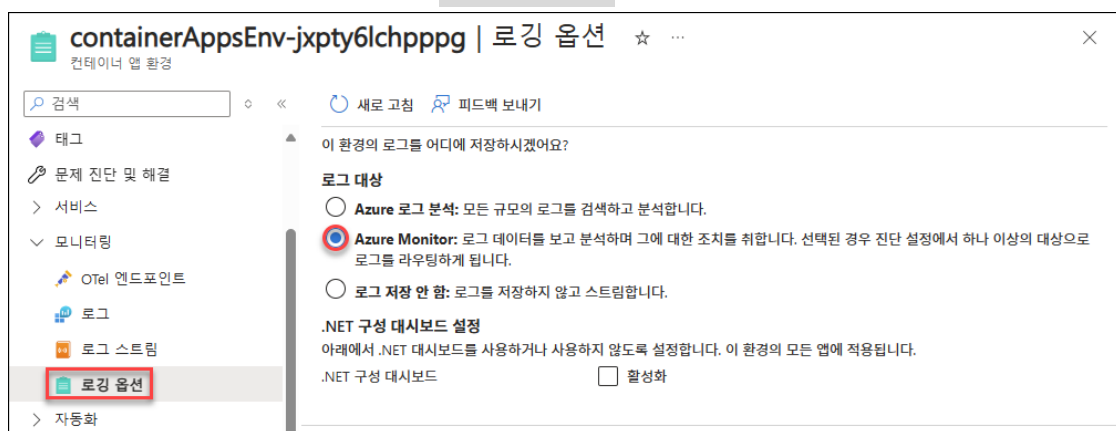 containerAppsEnv-jxpty6lchpppg | 로깅 옵션
컨테이너 앱 환경
검색
새로 고침
피드백 보내기
태그
문제 진단 및 해결
서비스
모니터링
OTel 엔드포인트
로그
로그 스트림
로깅 옵션
자동화
이 환경의 로그를 어디에 저장하시겠어요?
로그 대상
Azure 로그 분석: 모든 규모의 로그를 검색하고 분석합니다.
Azure Monitor: 로그 데이터를 보고 분석하며 그에 대한 조치를 취합니다. 선택된 경우 진단 설정에서 하나 이상의 대상으로
로그를 라우팅하게 됩니다.
로그 저장 안 함: 로그를 저장하지 않고 스트림합니다.
.NET 구성 대시보드 설정
아래에서 .NET 대시보드를 사용하거나 사용하지 않도록 설정합니다. 이 환경의 모든 앱에 적용됩니다.
.NET 구성 대시보드
활성화